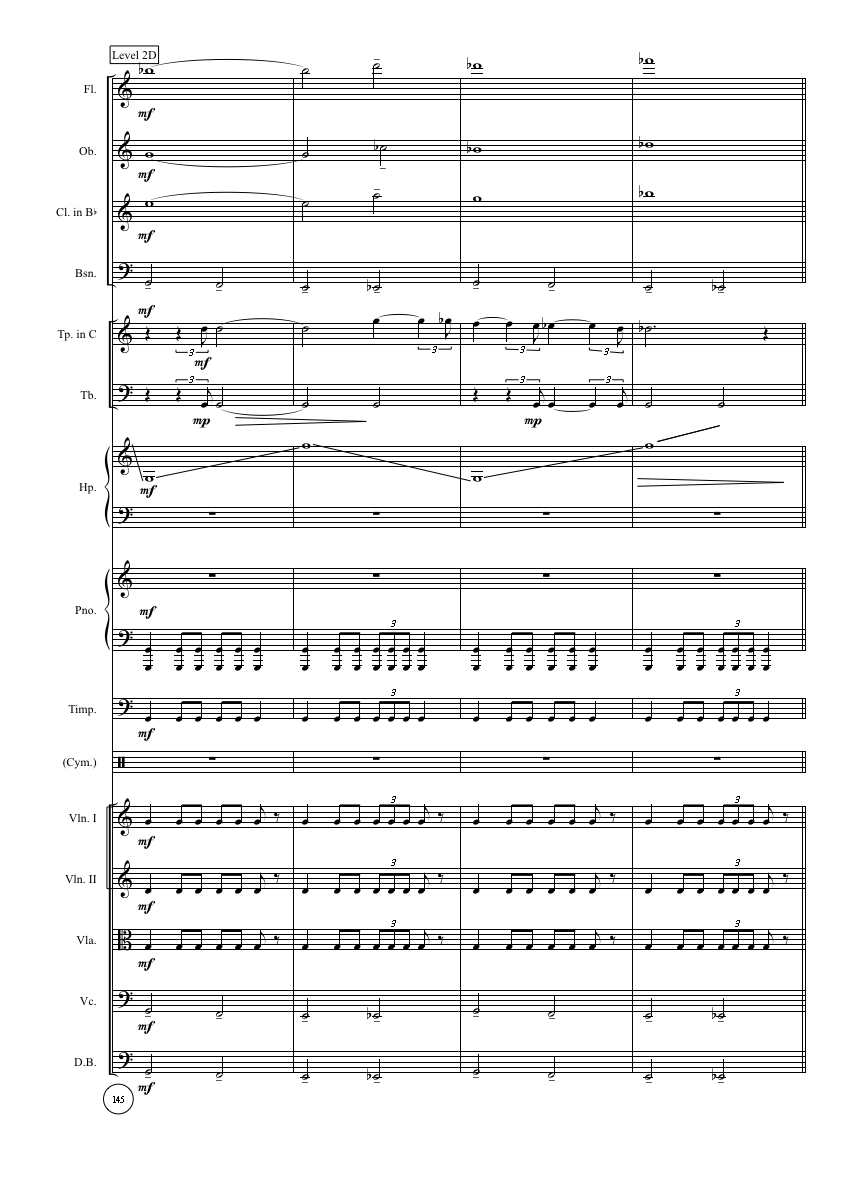 Level 2D
Fl.
mf
Ob.
mf
Cl. in B♭
mf
Bsn.
mf
Tp. in C
3 mf 3 3 3
Tb.
3 3 3
mp mp
Hp.
mf
Pno.
mf
3 3
Timp.
3 3
mf
(Cym.)
Vln. I
3 3
mf
Vln. II
3 3
mf
Vla.
3 3
mf
Vc.
mf
D.B.
mf
145